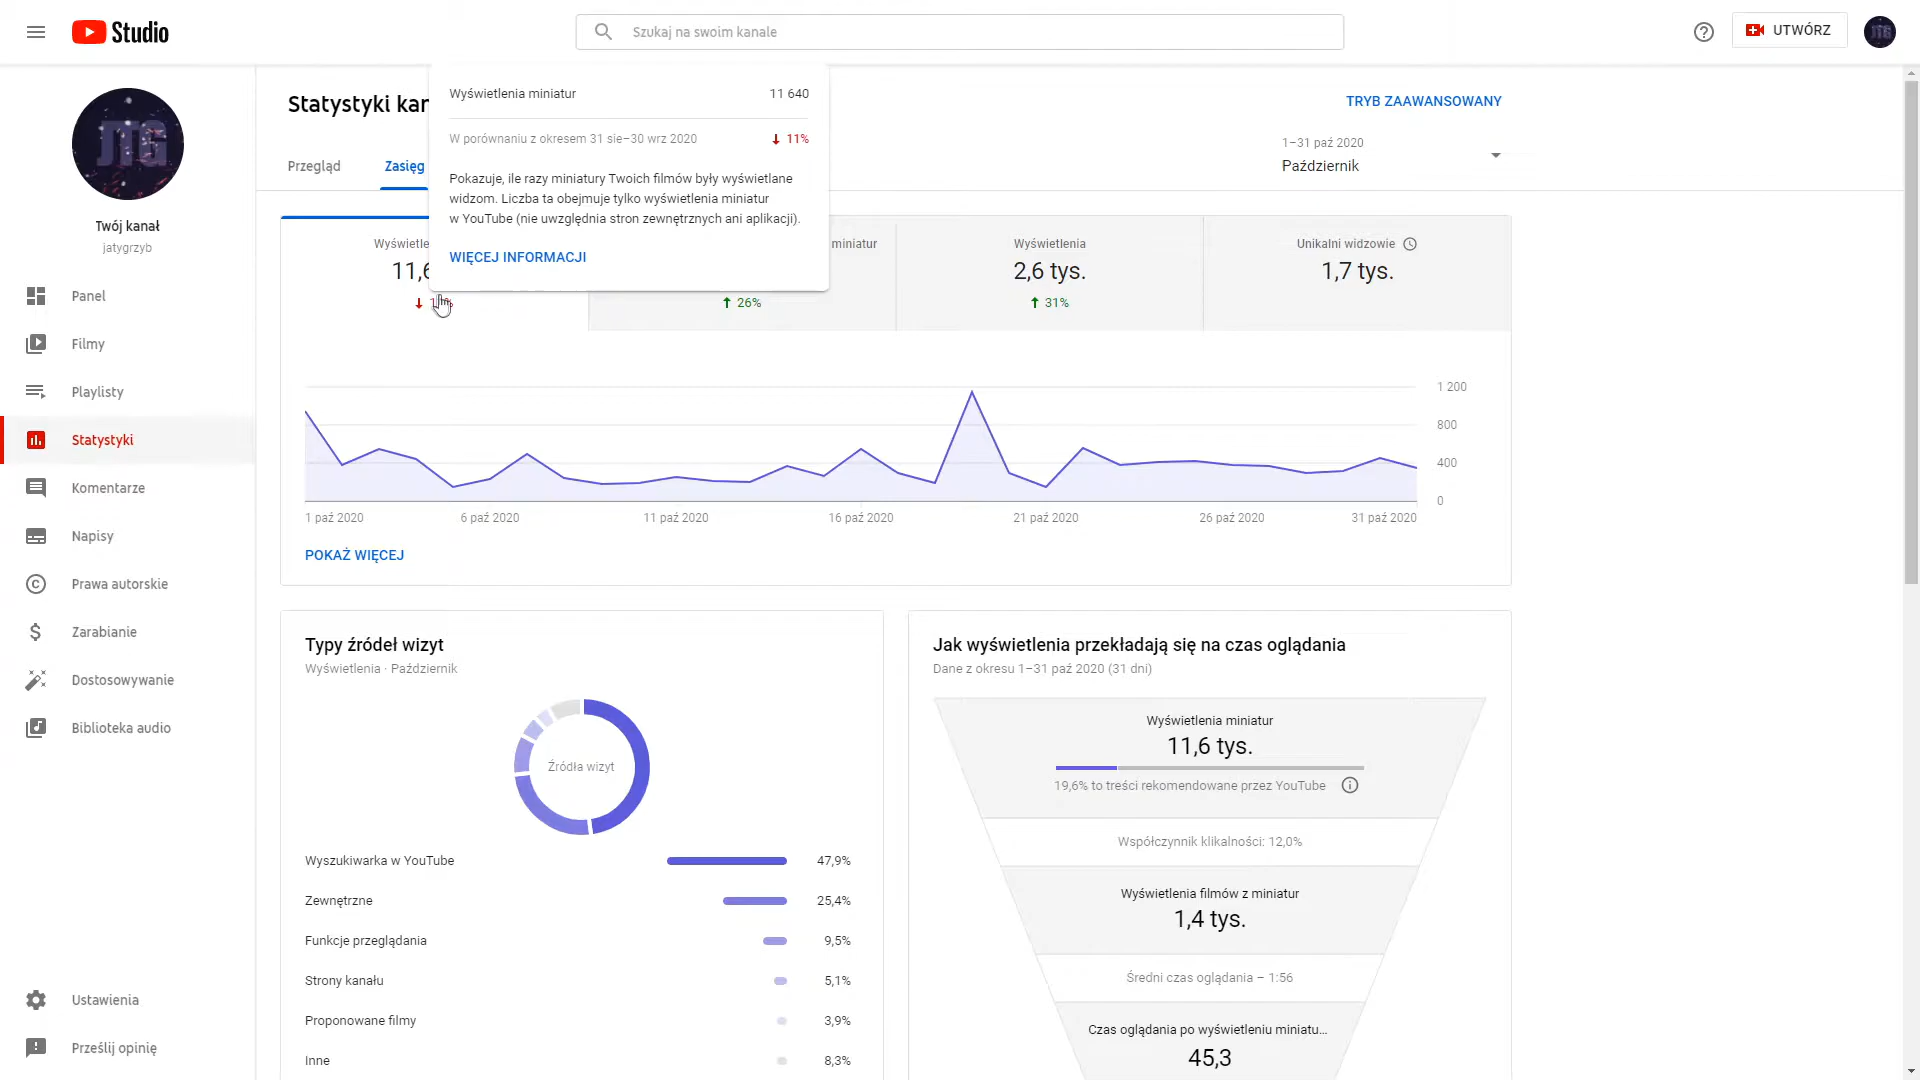 Studio
Szukaj na swoim kanale
UTWÓRZ
JTG
Twój kanał
jatygrzyb
Panel
Filmy
Playlisty
Statystyki
Komentarze
Napisy
Prawa autorskie
Zarabianie
Dostosowywanie
Biblioteka audio
Ustawienia
Prześlij opinię
Statystyki kan
TRYB ZAAWANSOWANY
Przegląd
Zasięg
1–31 paź 2020
Październik
Wyświetlenia miniatur 11 640
W porównaniu z okresem 31 sie–30 wrz 2020 11%
Pokazuje, ile razy miniatury Twoich filmów były wyświetlane
widzom. Liczba ta obejmuje tylko wyświetlenia miniatur
w YouTube (nie uwzględnia stron zewnętrznych ani aplikacji).
WIĘCEJ INFORMACJI
Wyświetle
11,6
miniatur
26%
Wyświetlenia
2,6 tys.
31%
Unikalni widzowie
1,7 tys.
1 200
800
400
0
1 paź 2020 6 paź 2020 11 paź 2020 16 paź 2020 21 paź 2020 26 paź 2020 31 paź 2020
POKAŻ WIĘCEJ
Typy źródeł wizyt
Wyświetlenia · Październik
Źródła wizyt
Wyszukiwarka w YouTube 47,9%
Zewnętrzne 25,4%
Funkcje przeglądania 9,5%
Strony kanału 5,1%
Proponowane filmy 3,9%
Inne 8,3%
Jak wyświetlenia przekładają się na czas oglądania
Dane z okresu 1–31 paź 2020 (31 dni)
Wyświetlenia miniatur
11,6 tys.
19,6% to treści rekomendowane przez YouTube
Współczynnik klikalności: 12,0%
Wyświetlenia filmów z miniatur
1,4 tys.
Średni czas oglądania – 1:56
Czas oglądania po wyświetleniu miniatu...
45,3